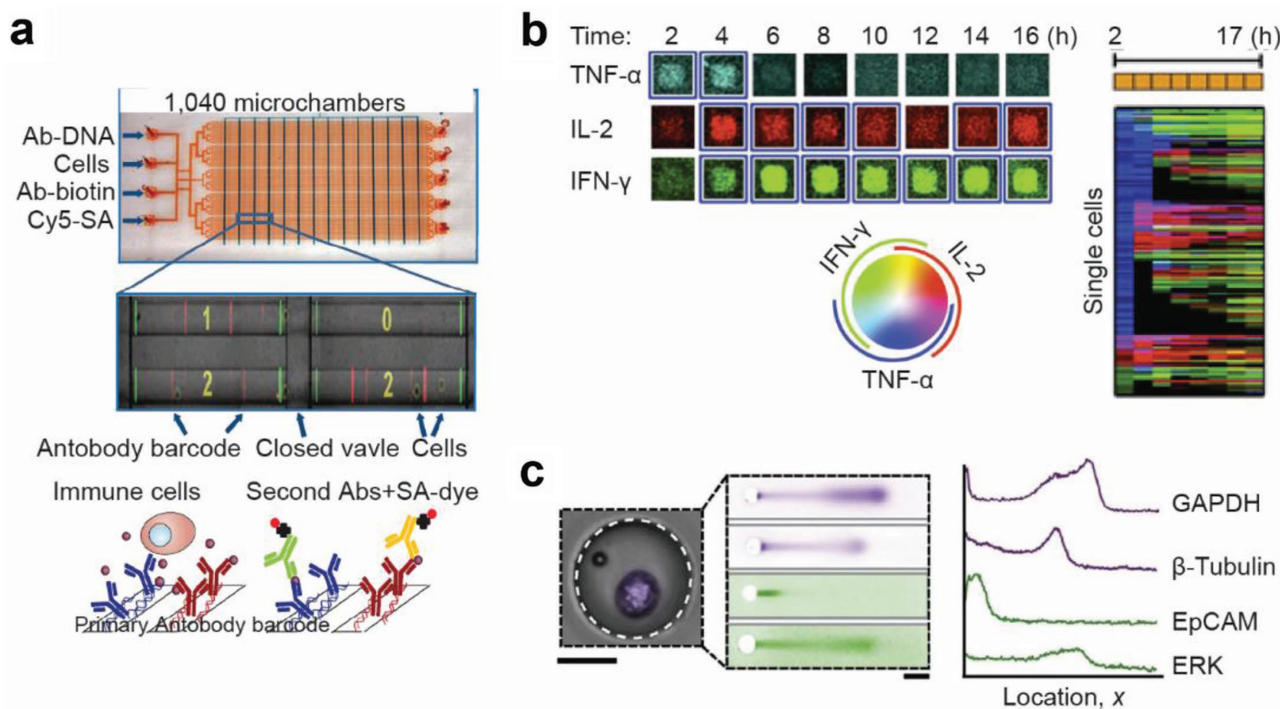 a
1,040 microchambers
Ab-DNA
Cells
Ab-biotin
Cy5-SA
1
0
2
2
Antobody barcode
Closed vavle
Cells
Immune cells
Second Abs+SA-dye
Primary Antobody barcode
b
Time: 2 4 6 8 10 12 14 16 (h)
TNF-α
IL-2
IFN-γ
IFN-γ
IL-2
TNF-α
2 17 (h)
Single cells
c
GAPDH
β-Tubulin
EpCAM
ERK
Location, x